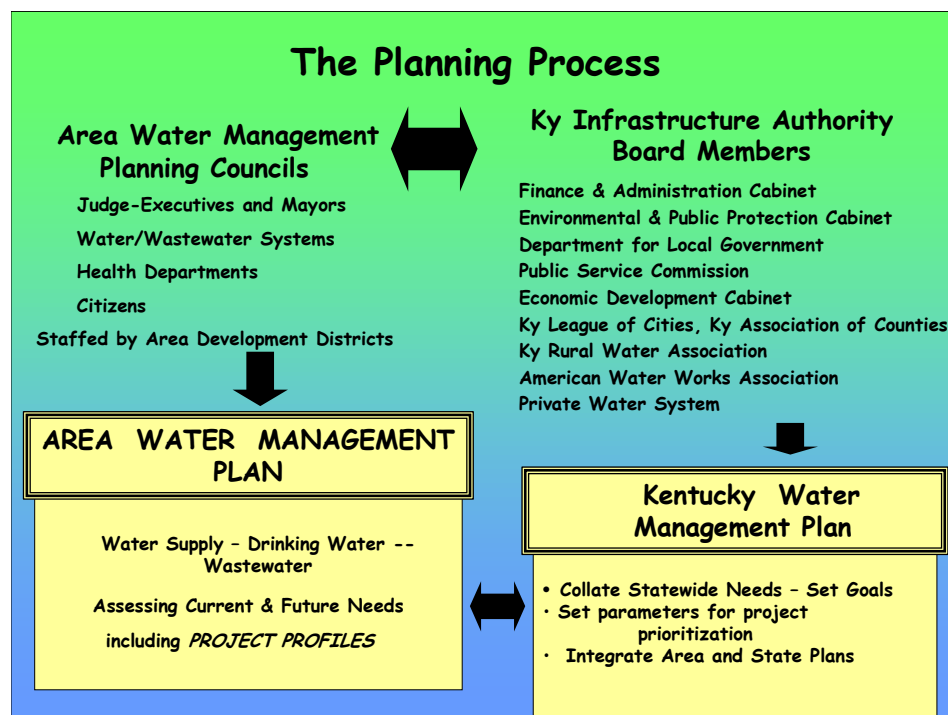 The Planning Process
Area Water Management
Planning Councils
Judge-Executives and Mayors
Water/Wastewater Systems
Health Departments
Citizens
Staffed by Area Development Districts
AREA WATER MANAGEMENT
PLAN
Water Supply – Drinking Water --
Wastewater
Assessing Current & Future Needs
including PROJECT PROFILES
Ky Infrastructure Authority
Board Members
Finance & Administration Cabinet
Environmental & Public Protection Cabinet
Department for Local Government
Public Service Commission
Economic Development Cabinet
Ky League of Cities, Ky Association of Counties
Ky Rural Water Association
American Water Works Association
Private Water System
Kentucky Water
Management Plan
• Collate Statewide Needs – Set Goals
• Set parameters for project
prioritization
• Integrate Area and State Plans